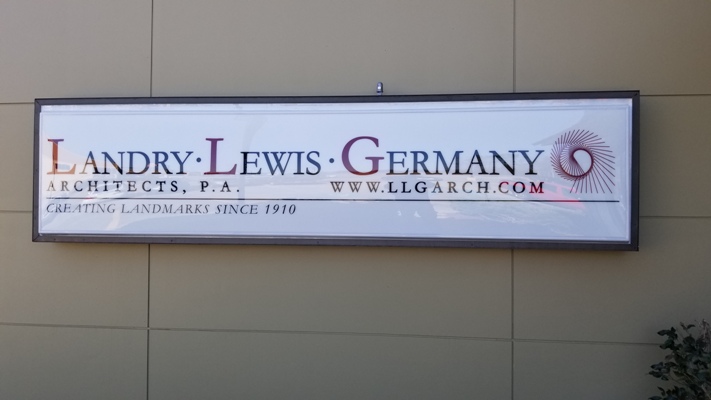 LANDRY · LEWIS · GERMANY
ARCHITECTS, P.A. WWW.LLGARCH.COM
CREATING LANDMARKS SINCE 1910